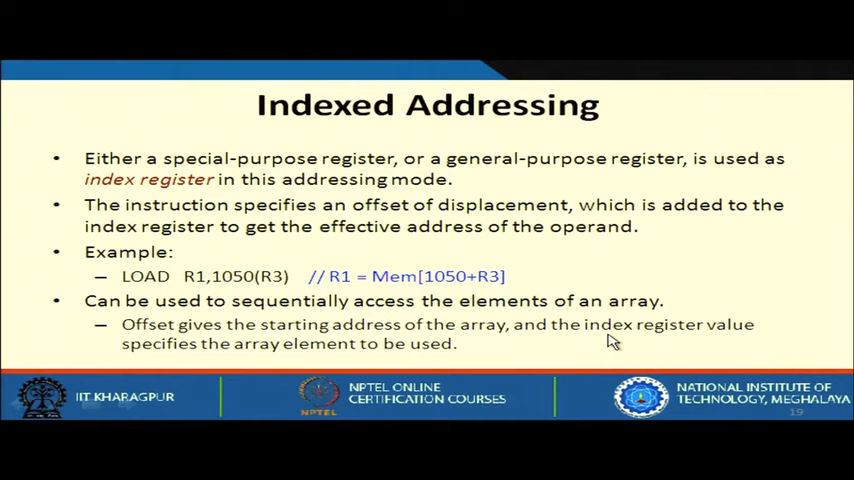 Indexed Addressing
• Either a special-purpose register, or a general-purpose register, is used as
index register in this addressing mode.
• The instruction specifies an offset of displacement, which is added to the
index register to get the effective address of the operand.
• Example:
– LOAD R1,1050(R3) // R1 = Mem[1050+R3]
• Can be used to sequentially access the elements of an array.
– Offset gives the starting address of the array, and the index register value
specifies the array element to be used.
IIT KHARAGPUR
NPTEL
NPTEL ONLINE
CERTIFICATION COURSES
NATIONAL INSTITUTE OF
TECHNOLOGY, MEGHALAYA
19